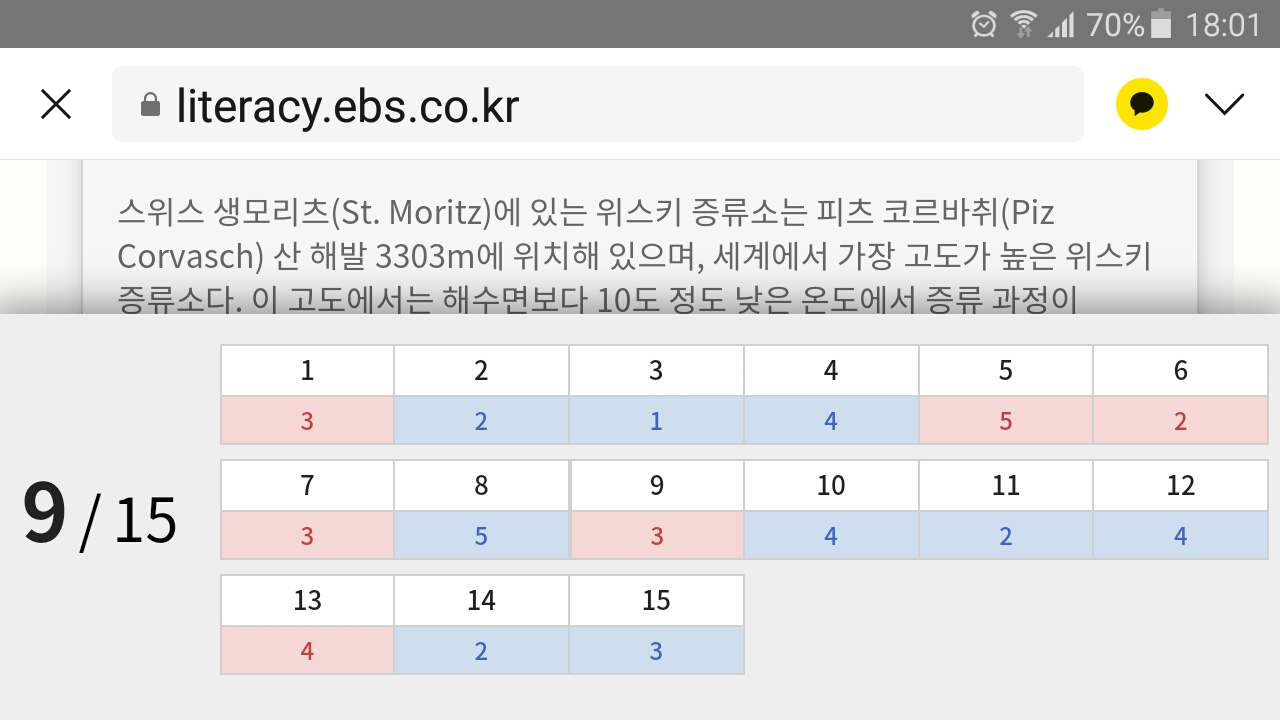 70% 18:01
literacy.ebs.co.kr
스위스 생모리츠(St. Moritz)에 있는 위스키 증류소는 피츠 코르바취(Piz
Corvasch) 산 해발 3303m에 위치해 있으며, 세계에서 가장 고도가 높은 위스키
증류소다. 이 고도에서는 해수면보다 10도 정도 낮은 온도에서 증류 과정이
1 2 3 4 5 6
3 2 1 4 5 2
9 / 15
7 8 9 10 11 12
3 5 3 4 2 4
13 14 15
4 2 3